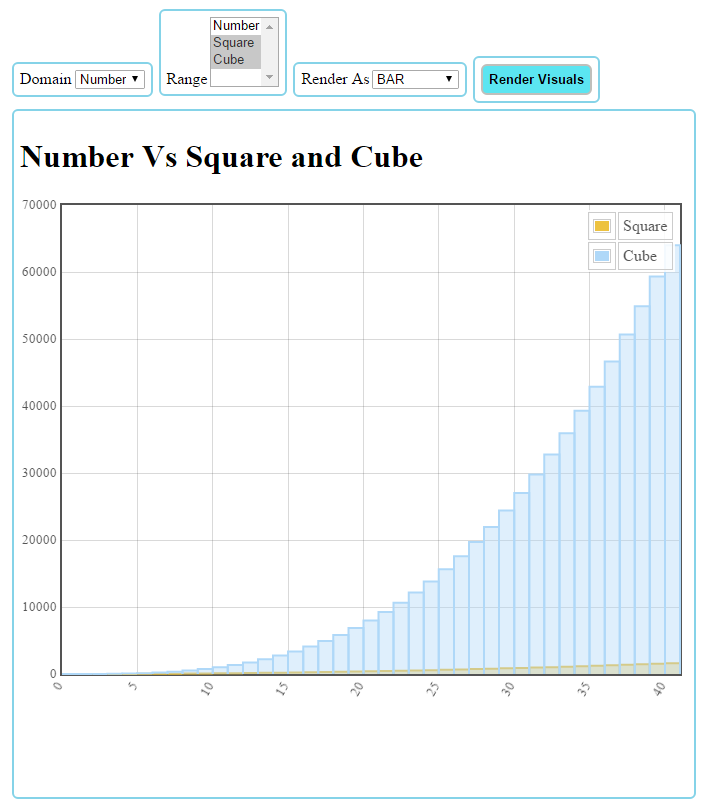 Domain Number
Range Number
Square
Cube
Render As BAR
Render Visuals
Number Vs Square and Cube
70000
60000
50000
40000
30000
20000
10000
0
Square
Cube
0 5 10 15 20 25 30 35 40